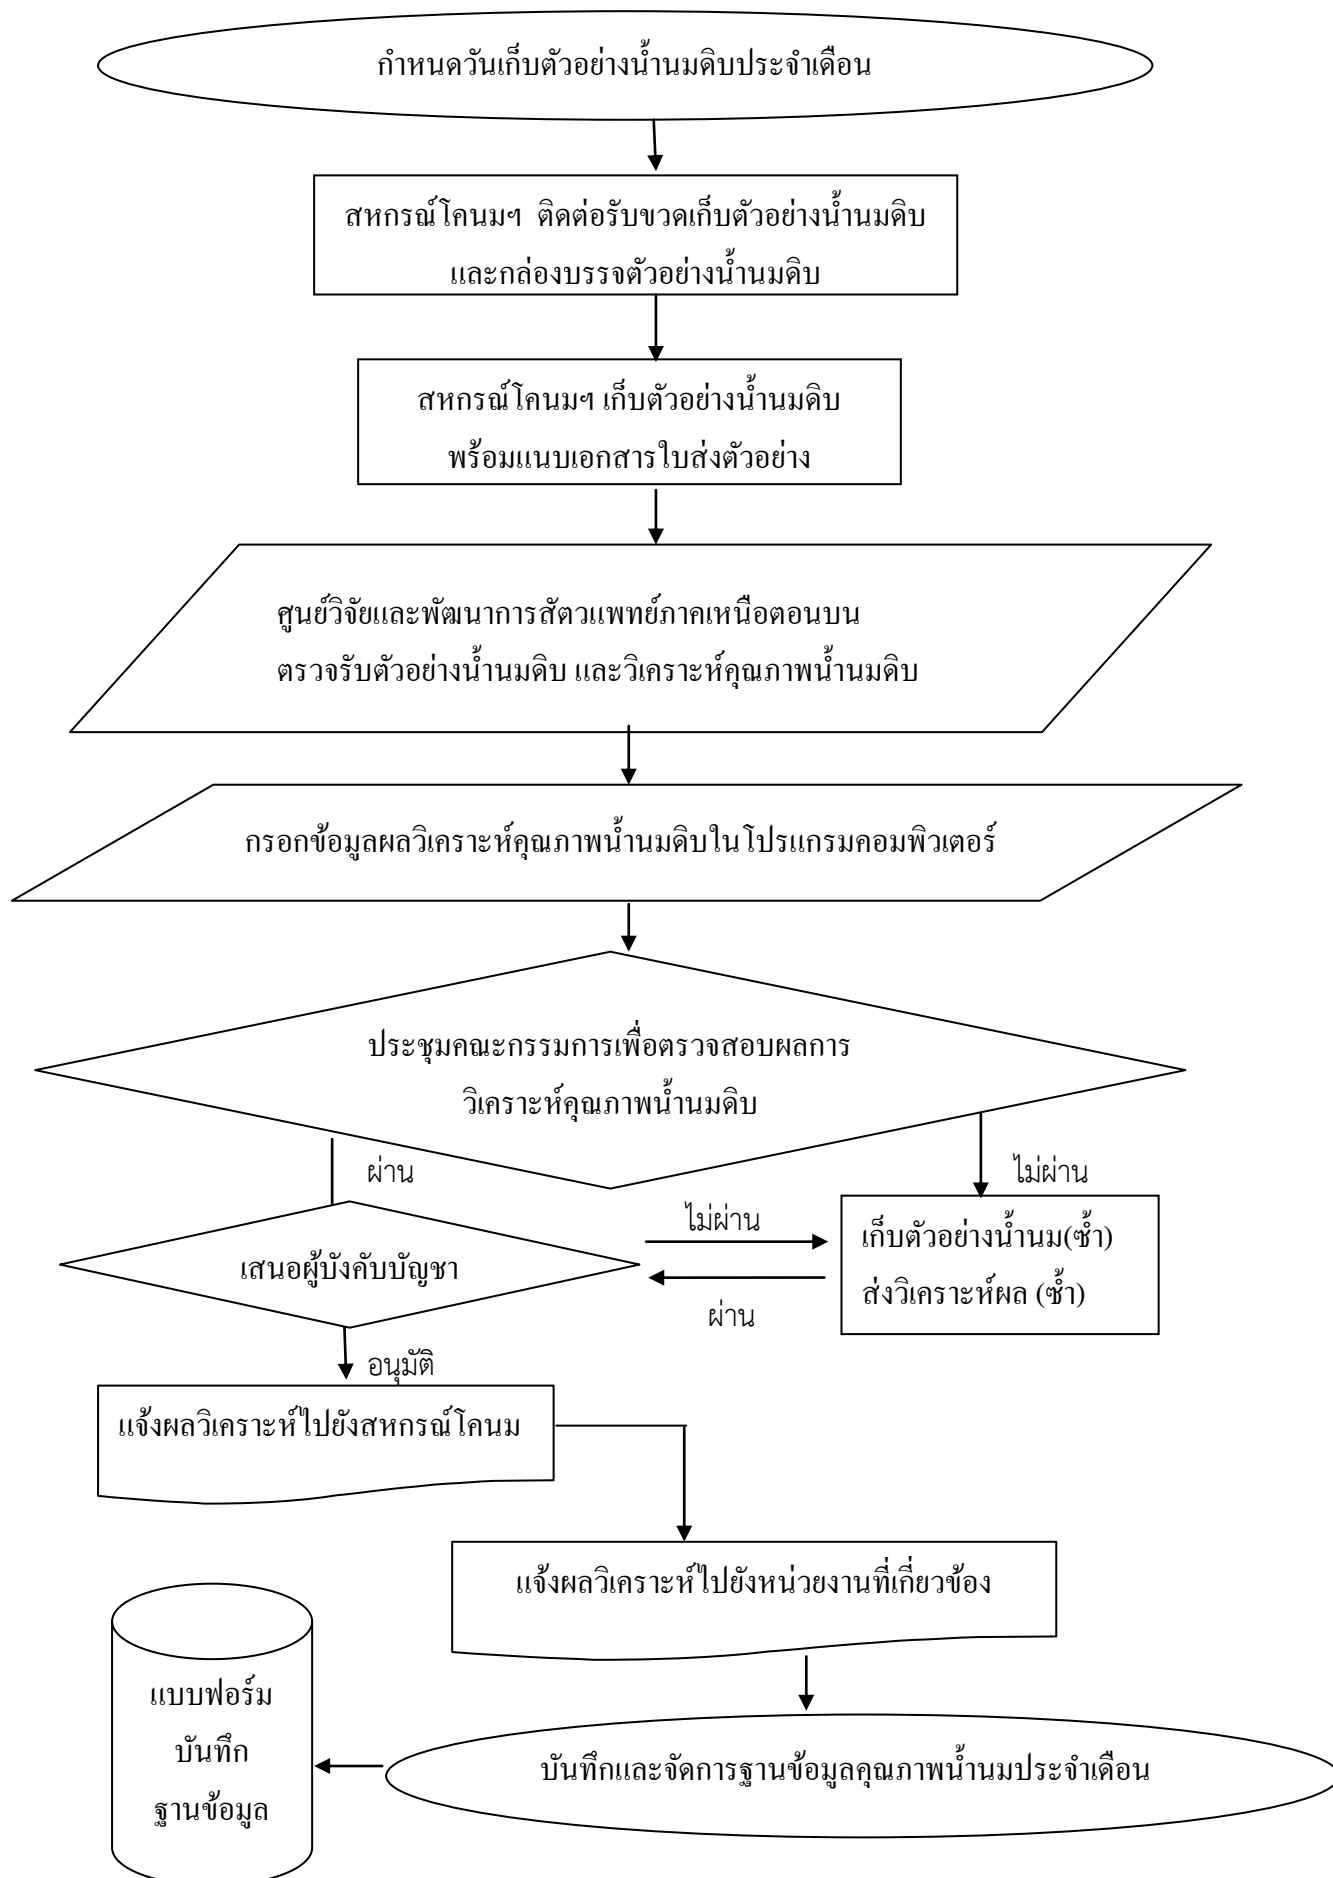 กำหนดวันเก็บตัวอย่างน้ำนมดิบประจำเดือน
สหกรณ์โคนมฯ ติดต่อรับขวดเก็บตัวอย่างน้ำนมดิบ
และกล่องบรรจตัวอย่างน้ำนมดิบ
สหกรณ์โคนมฯ เก็บตัวอย่างน้ำนมดิบ
พร้อมแนบเอกสารใบส่งตัวอย่าง
ศูนย์วิจัยและพัฒนาการสัตวแพทย์ภาคเหนือตอนบน
ตรวจรับตัวอย่างน้ำนมดิบ และวิเคราะห์คุณภาพน้ำนมดิบ
กรอกข้อมูลผลวิเคราะห์คุณภาพน้ำนมดิบในโปรแกรมคอมพิวเตอร์
ประชุมคณะกรรมการเพื่อตรวจสอบผลการ
วิเคราะห์คุณภาพน้ำนมดิบ
ผ่าน
ไม่ผ่าน
ไม่ผ่าน
เก็บตัวอย่างน้ำนม(ซ้ำ)
ส่งวิเคราะห์ผล (ซ้ำ)
เสนอผู้บังคับบัญชา
ผ่าน
อนุมัติ
แจ้งผลวิเคราะห์ไปยังสหกรณ์โคนม
แจ้งผลวิเคราะห์ไปยังหน่วยงานที่เกี่ยวข้อง
แบบฟอร์ม
บันทึก
ฐานข้อมูล
บันทึกและจัดการฐานข้อมูลคุณภาพน้ำนมประจำเดือน